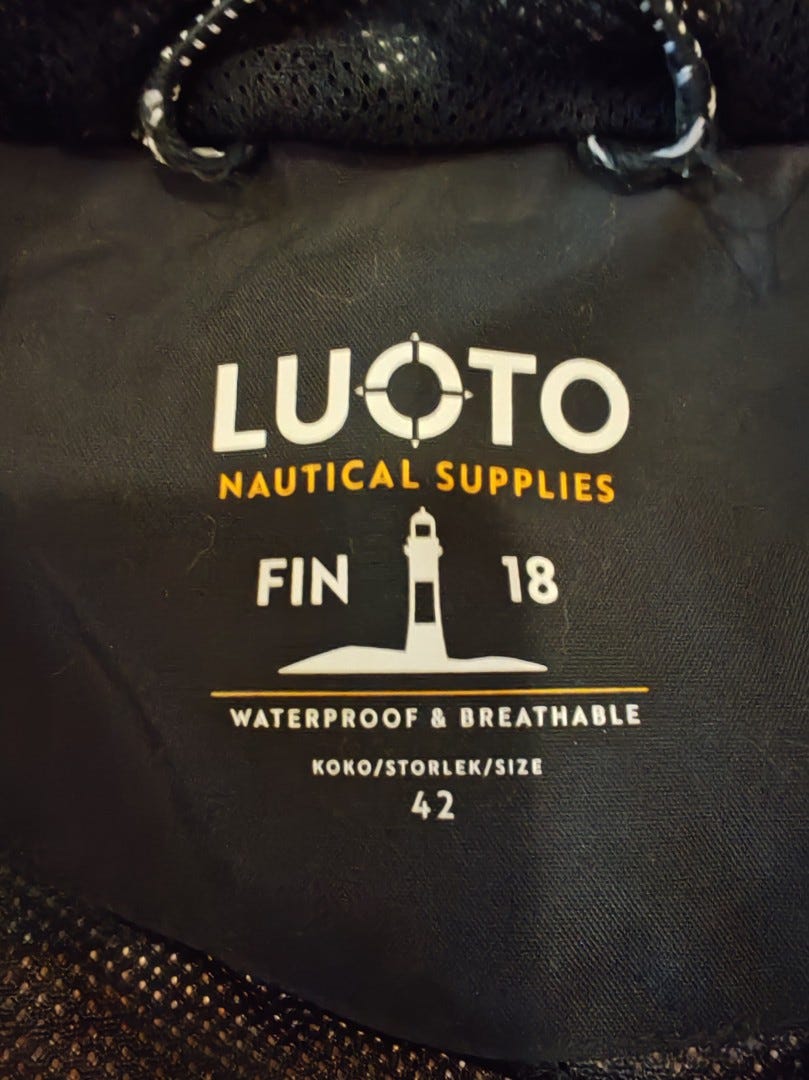 LUOTO
NAUTICAL SUPPLIES
FIN 18
WATERPROOF & BREATHABLE
KOKO/STORLEK/SIZE
42